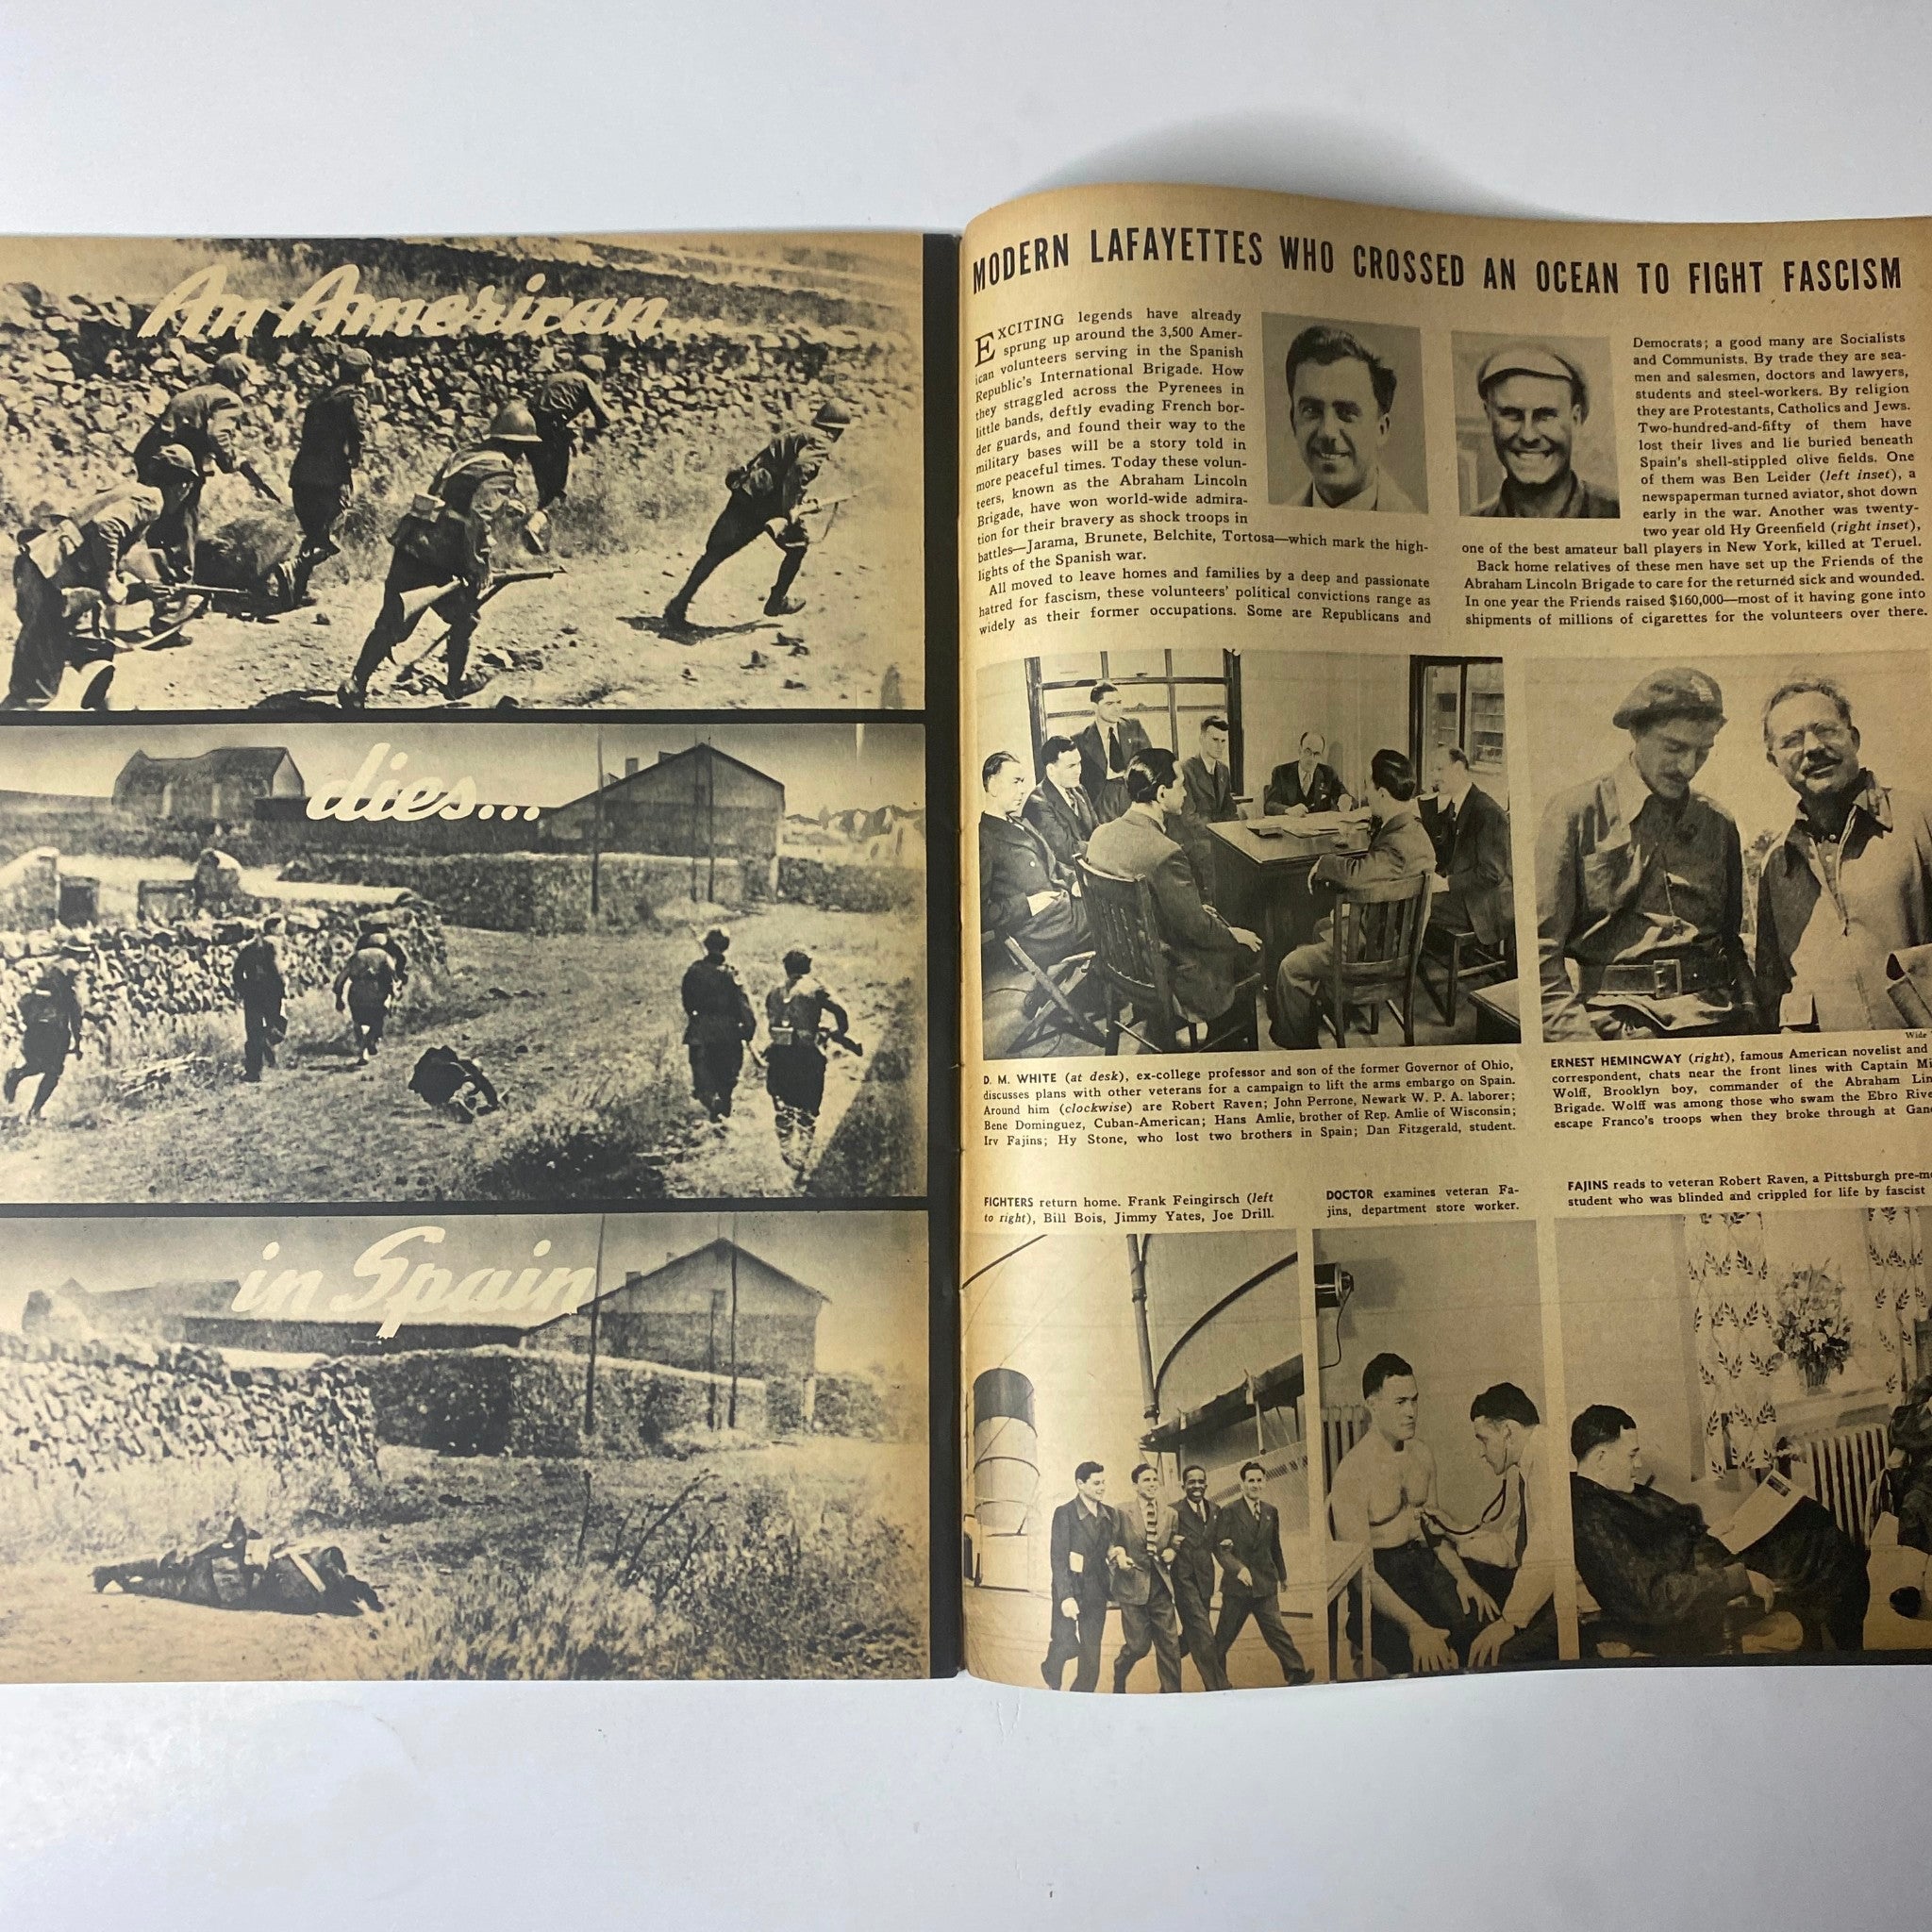 An American...
dies...
in Spain
MODERN LAFAYETTES WHO CROSSED AN OCEAN TO FIGHT FASCISM
EXCITING legends have already
sprung up around the 3,500 Amer-
ican volunteers serving in the Spanish
Republic's International Brigade. How
they straggled across the Pyrenees in
little bands, deftly evading French bor-
der guards, and found their way to the
military bases will be a story told in
more peaceful times. Today these volun-
teers, known as the Abraham Lincoln
Brigade, have won world-wide admira-
tion for their bravery as shock troops in
battles—Jarama, Brunete, Belchite, Tortosa—which mark the high-
lights of the Spanish war.
All moved to leave homes and families by a deep and passionate
hatred for fascism, these volunteers' political convictions range as
widely as their former occupations. Some are Republicans and
Democrats; a good many are Socialists
and Communists. By trade they are sea-
men and salesmen, doctors and lawyers,
students and steel-workers. By religion
they are Protestants, Catholics and Jews.
Two-hundred-and-fifty of them have
lost their lives and lie buried beneath
Spain's shell-stippled olive fields. One
of them was Ben Leider (left inset), a
newspaperman turned aviator, shot down
early in the war. Another was twenty-
two year old Hy Greenfield (right inset),
one of the best amateur ball players in New York, killed at Teruel.
Back home relatives of these men have set up the Friends of the
Abraham Lincoln Brigade to care for the returned sick and wounded.
In one year the Friends raised $160,000—most of it having gone into
shipments of millions of cigarettes for the volunteers over there.
D. M. WHITE (at desk), ex-college professor and son of the former Governor of Ohio,
discusses plans with other veterans for a campaign to lift the arms embargo on Spain.
Around him (clockwise) are Robert Raven; John Perrone, Newark W. P. A. laborer;
Bene Dominguez, Cuban-American; Hans Amlie, brother of Rep. Amlie of Wisconsin;
Irv Fajins; Hy Stone, who lost two brothers in Spain; Dan Fitzgerald, student.
Wide
ERNEST HEMINGWAY (right), famous American novelist and
correspondent, chats near the front lines with Captain Mi
Wolff, Brooklyn boy, commander of the Abraham Lin
Brigade. Wolff was among those who swam the Ebro Rive
escape Franco's troops when they broke through at Gand
FIGHTERS return home. Frank Feingirsch (left
to right), Bill Bois, Jimmy Yates, Joe Drill.
DOCTOR examines veteran Fa-
jins, department store worker.
FAJINS reads to veteran Robert Raven, a Pittsburgh pre-m
student who was blinded and crippled for life by fascist